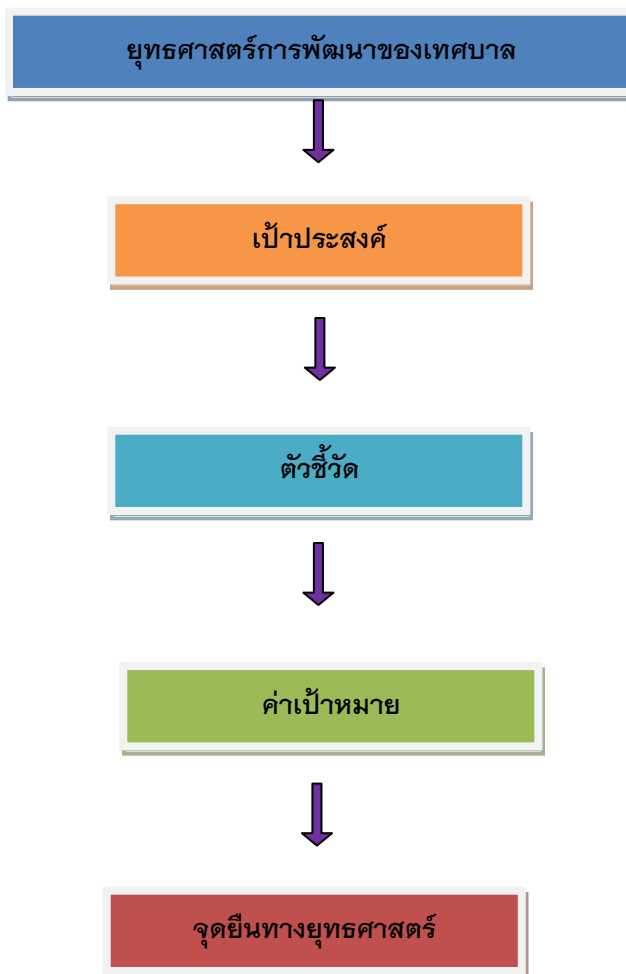 ยุทธศาสตร์การพัฒนาของเทศบาล
เป้าประสงค์
ตัวชี้วัด
ค่าเป้าหมาย
จุดยืนทางยุทธศาสตร์